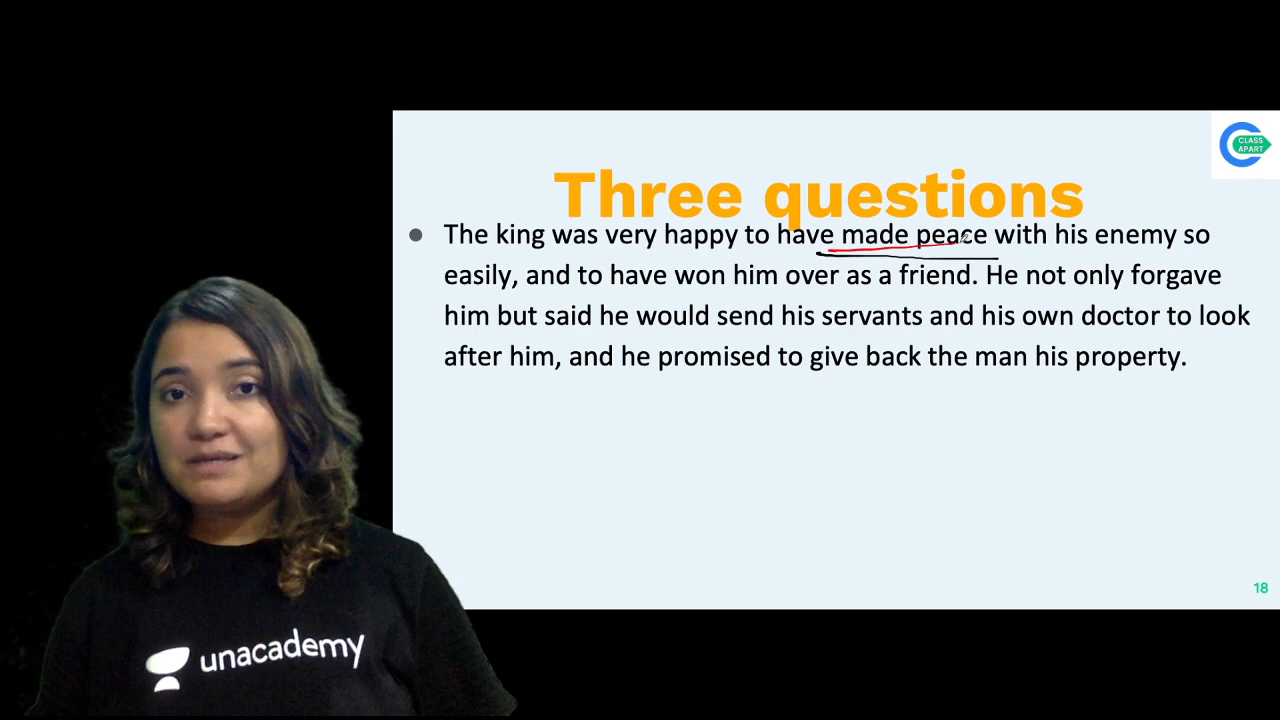 CLASS
APART
Three questions
● The king was very happy to have made peace with his enemy so
easily, and to have won him over as a friend. He not only forgave
him but said he would send his servants and his own doctor to look
after him, and he promised to give back the man his property.
18
unacademy